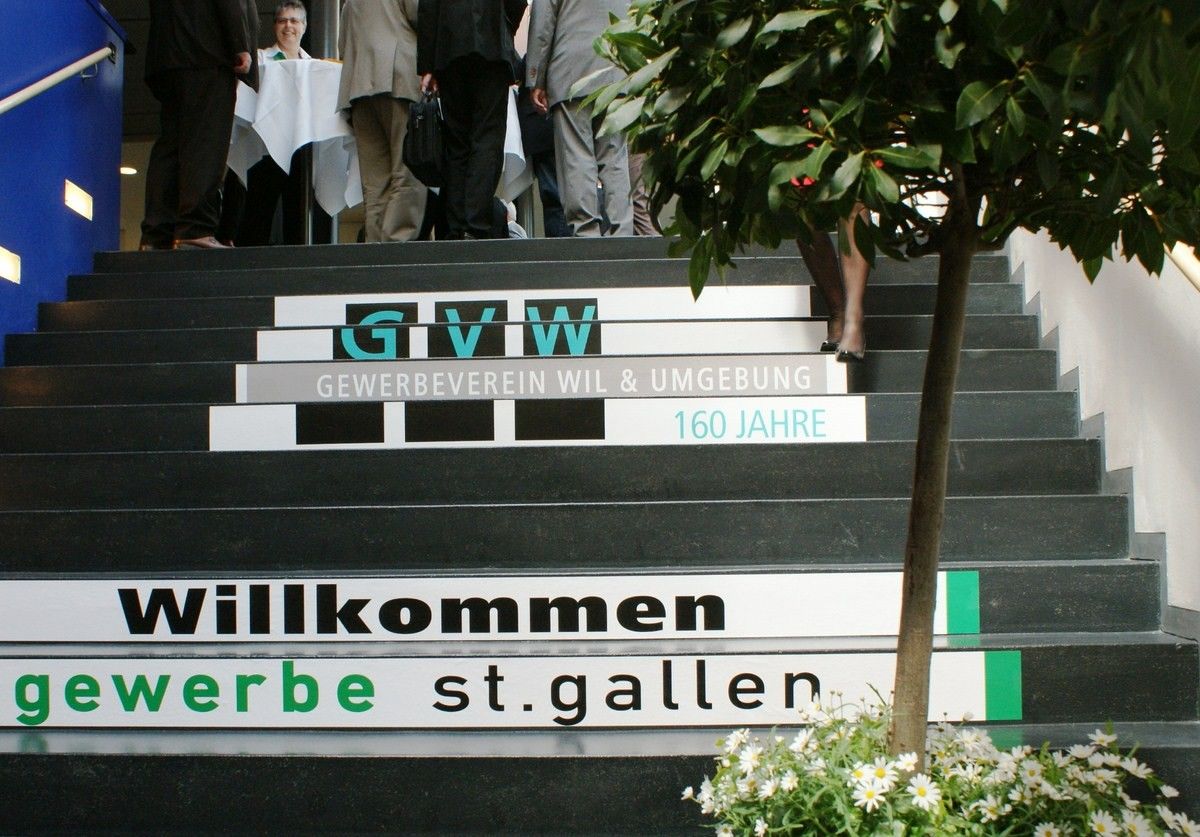 GVW
GEWERBEVEREIN WIL & UMGEBUNG
160 JAHRE
Willkommen
gewerbe st.gallen